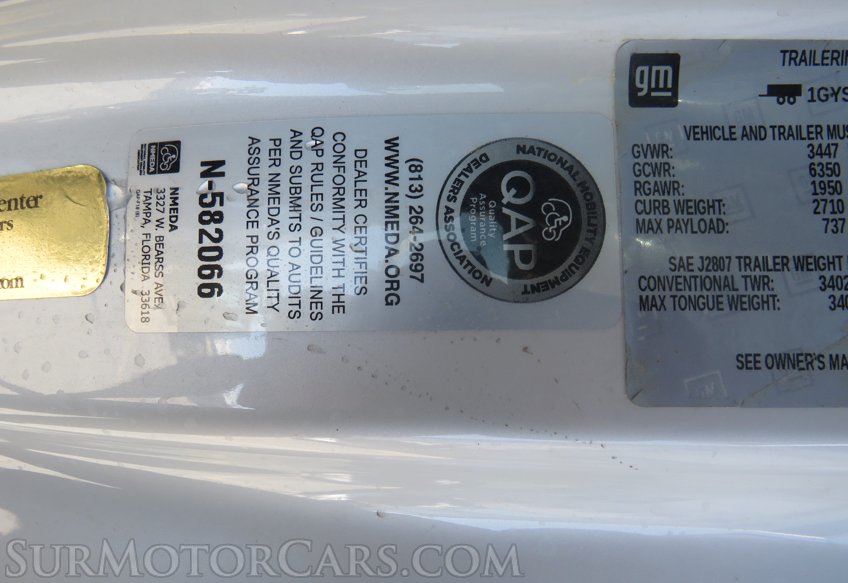 enter
rs
om
NMEDA
NMEDA
3327 W. BEARSS AVE.
TAMPA, FLORIDA 33618
N-582066
DEALER CERTIFIES
CONFORMITY WITH THE
QAP RULES / GUIDELINES
AND SUBMITS TO AUDITS
PER NMEDA'S QUALITY
ASSURANCE PROGRAM
(813) 264-2697
WWW.NMEDA.ORG
NATIONAL MOBILITY EQUIPMENT
DEALERS ASSOCIATION
QAP
Quality
Assurance
Program
gm
TRAILERIN
1GYS
VEHICLE AND TRAILER MUS
GVWR: 3447
GCWR: 6350
RGAWR: 1950
CURB WEIGHT: 2710
MAX PAYLOAD: 737
SAE J2807 TRAILER WEIGHT
CONVENTIONAL TWR: 3402
MAX TONGUE WEIGHT: 340
SEE OWNER'S MA
SurMotorCars.com